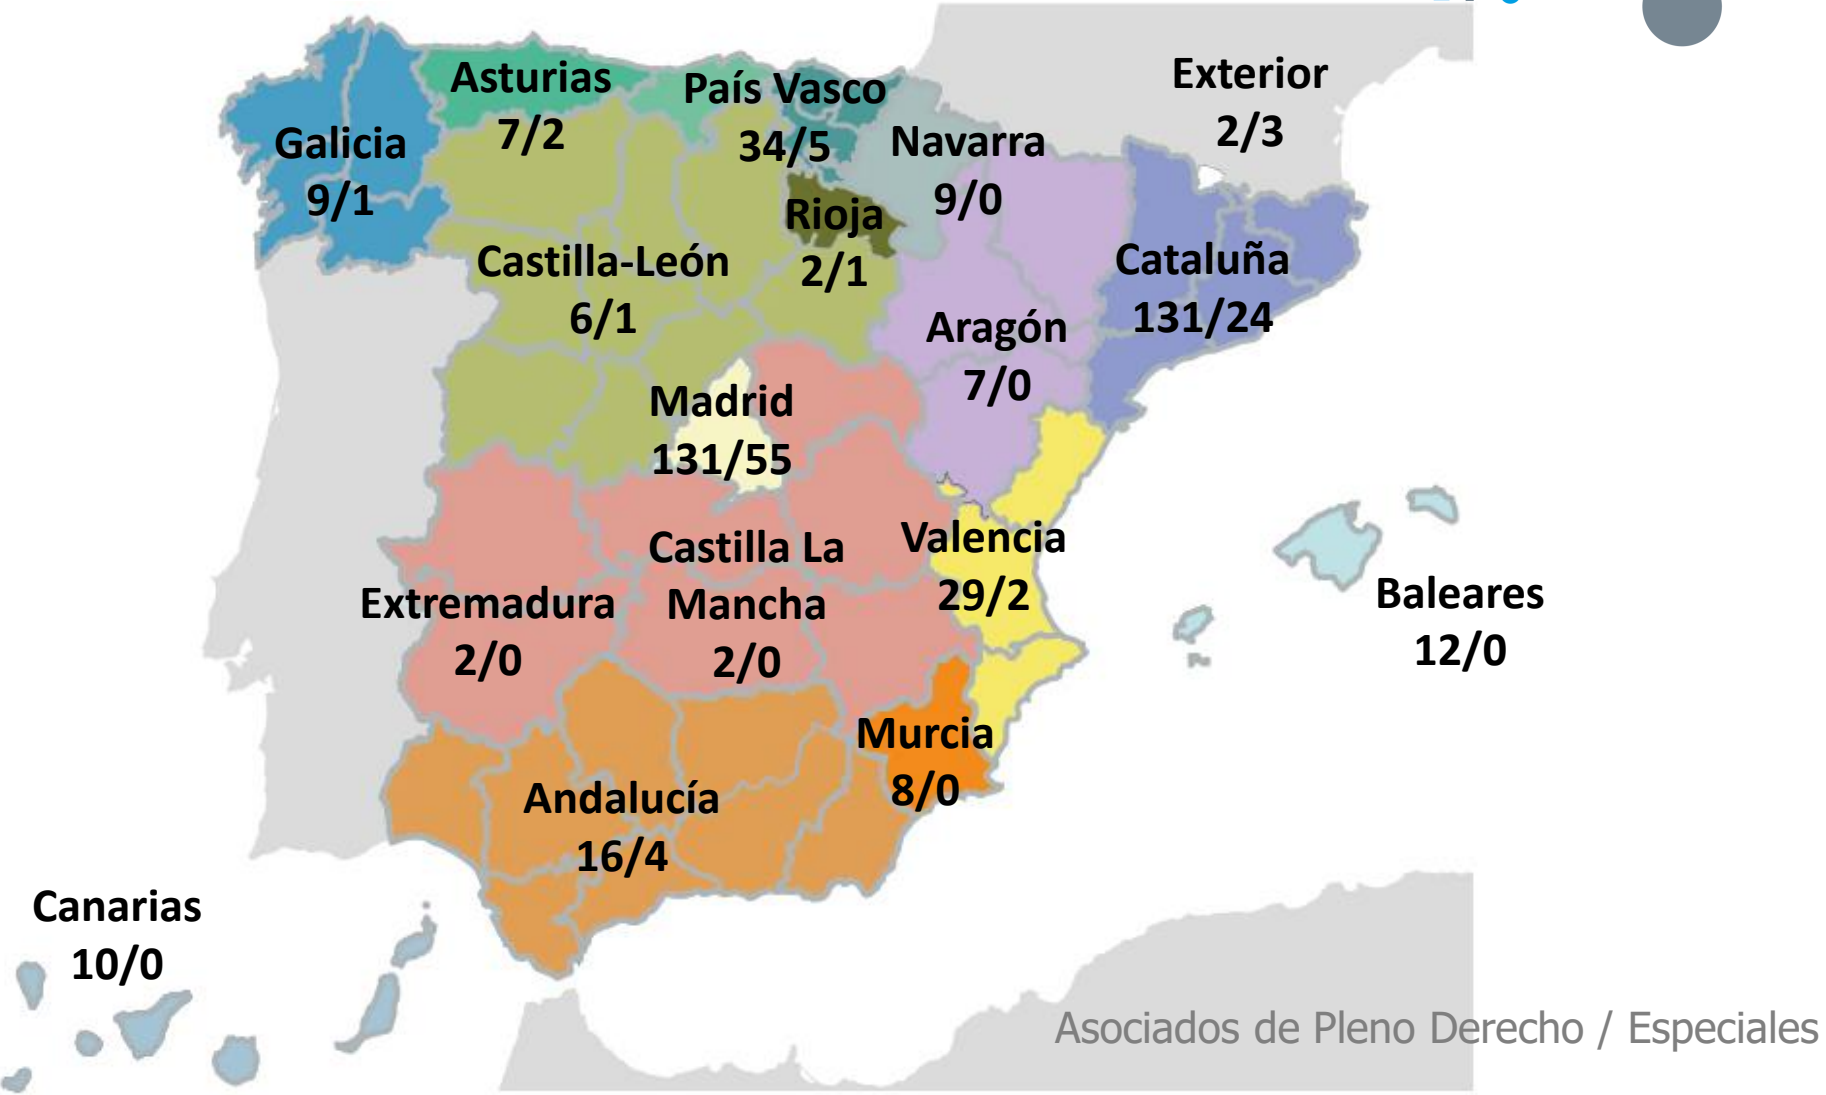 Asturias
7/2
País Vasco
34/5
Exterior
2/3
Galicia
9/1
Navarra
9/0
Rioja
2/1
Castilla-León
6/1
Cataluña
131/24
Aragón
7/0
Madrid
131/55
Castilla La
Mancha
2/0
Valencia
29/2
Extremadura
2/0
Baleares
12/0
Murcia
8/0
Andalucía
16/4
Canarias
10/0
Asociados de Pleno Derecho / Especiales